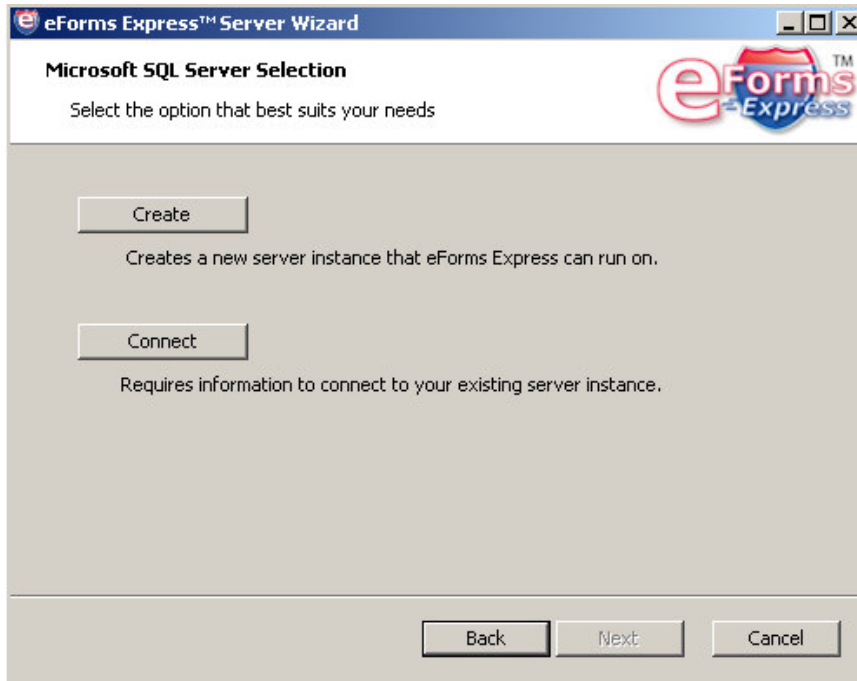 eForms Express™ Server Wizard
Microsoft SQL Server Selection
Select the option that best suits your needs
eForms Express TM
Create
Creates a new server instance that eForms Express can run on.
Connect
Requires information to connect to your existing server instance.
Back Next Cancel